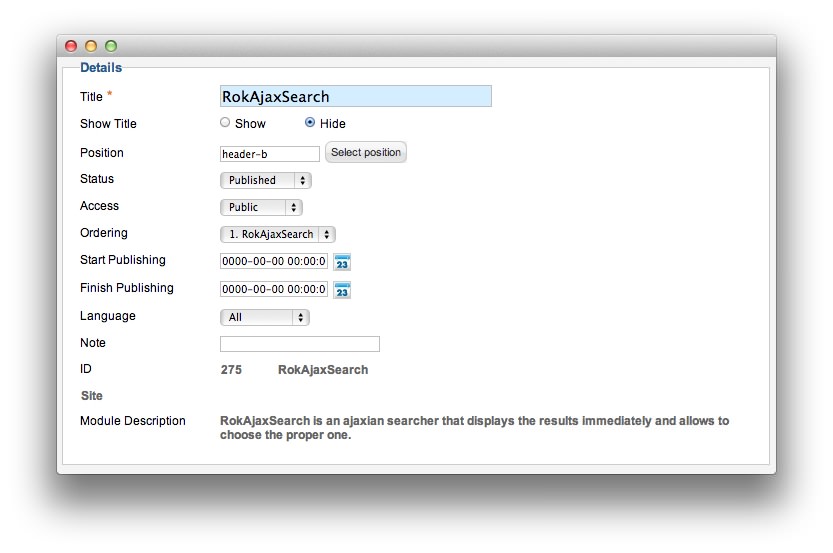 Details
Title * RokAjaxSearch
Show Title Show Hide
Position header-b Select position
Status Published
Access Public
Ordering 1. RokAjaxSearch
Start Publishing 0000-00-00 00:00:0 23
Finish Publishing 0000-00-00 00:00:0 23
Language All
Note
ID 275 RokAjaxSearch
Site
Module Description RokAjaxSearch is an ajaxian searcher that displays the results immediately and allows to
choose the proper one.